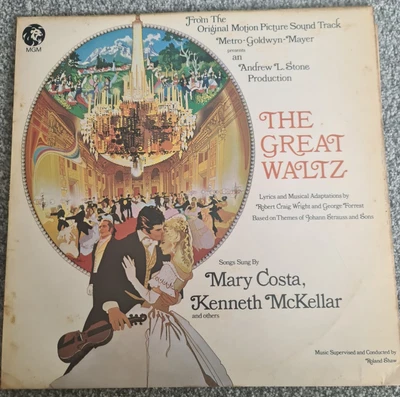 MGM
From The
Original Motion Picture Sound Track
Metro-Goldwyn-Mayer
presents
an
Andrew L. Stone
Production
THE
GREAT
WALTZ
Lyrics and Musical Adaptations by
Robert Craig Wright and George Forrest
Based on Themes of Johann Strauss and Sons
Songs Sung By
Mary Costa,
Kenneth McKellar
and others
Music Supervised and Conducted by
Roland Shaw